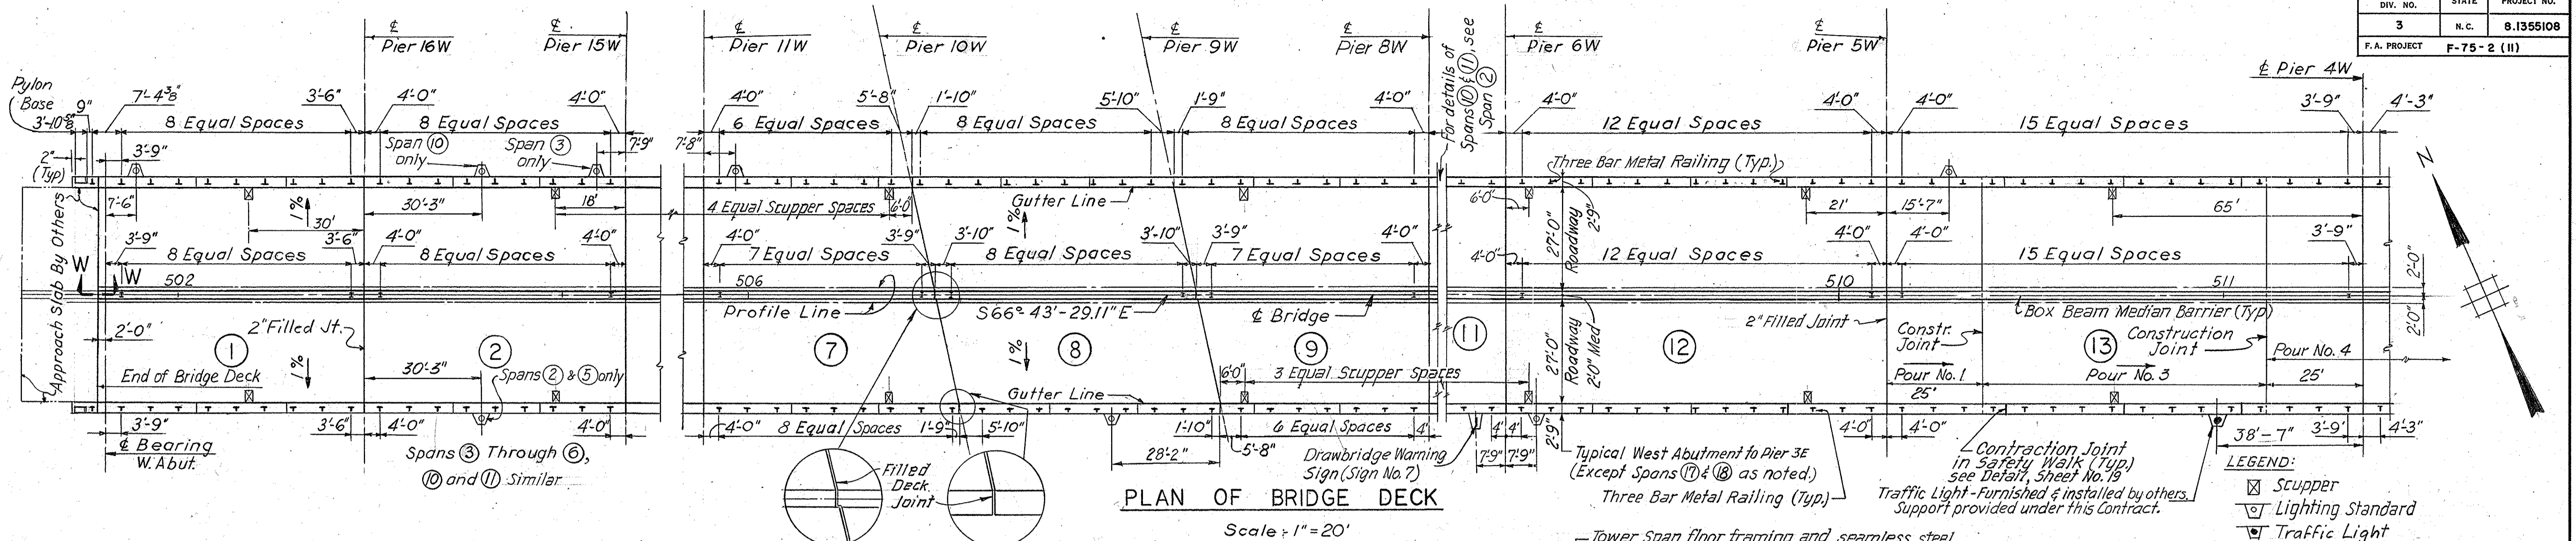 DIV. NO. STATE PROJECT NO.
3 N.C. 8.1355108
F. A. PROJECT F-75-2 (11)
℄ Pier 16W
℄ Pier 15W
℄ Pier 11W
℄ Pier 10W
℄ Pier 9W
℄ Pier 8W
For details of Spans ⑩ & ⑪, see Span ②
℄ Pier 6W
℄ Pier 5W
℄ Pier 4W
Pylon Base
9"
3'-10⅝"
7'-4⅜"
8 Equal Spaces
3'-6"
4'-0"
8 Equal Spaces
4'-0"
4'-0"
6 Equal Spaces
5'-8"
1'-10"
8 Equal Spaces
5'-10"
1'-9"
8 Equal Spaces
4'-0"
4'-0"
12 Equal Spaces
4'-0"
4'-0"
15 Equal Spaces
3'-9"
4'-3"
2" (Typ)
3'-9"
Span ⑩ only
Span ③ only
7'-9"
7'-8"
Three Bar Metal Railing (Typ.)
N
7'-6"
1%
30'
30'-3"
18'
4 Equal Scupper Spaces
6'-0"
Gutter Line
6'-0"
27'-0" Roadway
2'-9"
21'
15'-7"
65'
Approach Slab By Others
3'-9"
8 Equal Spaces
3'-6"
4'-0"
8 Equal Spaces
4'-0"
4'-0"
7 Equal Spaces
3'-9"
3'-10"
1%
8 Equal Spaces
3'-10"
3'-9"
7 Equal Spaces
4'-0"
4'-0"
12 Equal Spaces
4'-0"
4'-0"
15 Equal Spaces
3'-9"
2'-0"
W W
502
506
510
511
Profile Line
S66°-43'-29.11"E
℄ Bridge
Box Beam Median Barrier (Typ)
2'-0"
2'-0"
2" Filled Jt.
2" Filled Joint
Constr. Joint
Construction Joint
① ② ⑦ ⑧ ⑨ ⑪ ⑫ ⑬
1%
1%
End of Bridge Deck
30'-3"
Spans ② & ⑤ only
Gutter Line
6'-0"
3 Equal Scupper Spaces
27'-0" Roadway
2'-0" Med
Pour No. 1
25'
Pour No. 3
Pour No. 4
25'
3'-9"
3'-6"
4'-0"
4'-0"
4'-0"
8 Equal Spaces
1'-9"
5'-10"
1'-10"
6 Equal Spaces
4'
4'
4'
2'-9"
4'-0"
4'-0"
3'-9"
4'-3"
38'-7"
℄ Bearing
W. Abut.
Spans ③ Through ⑥,
⑩ and ⑪ Similar
28'-2"
5'-8"
Filled Deck Joint
Drawbridge Warning
Sign (Sign No. 7)
7'-9" 7'-9"
Typical West Abutment to Pier 3E
(Except Spans ⑰ & ⑱ as noted.)
Three Bar Metal Railing (Typ.)
Contraction Joint
in Safety Walk (Typ.)
see Detail, Sheet No. 19
Traffic Light - Furnished & installed by others.
Support provided under this Contract.
PLAN OF BRIDGE DECK
Scale:- 1" = 20'
Tower Span floor framing and seamless steel
LEGEND:
Scupper
Lighting Standard
Traffic Light